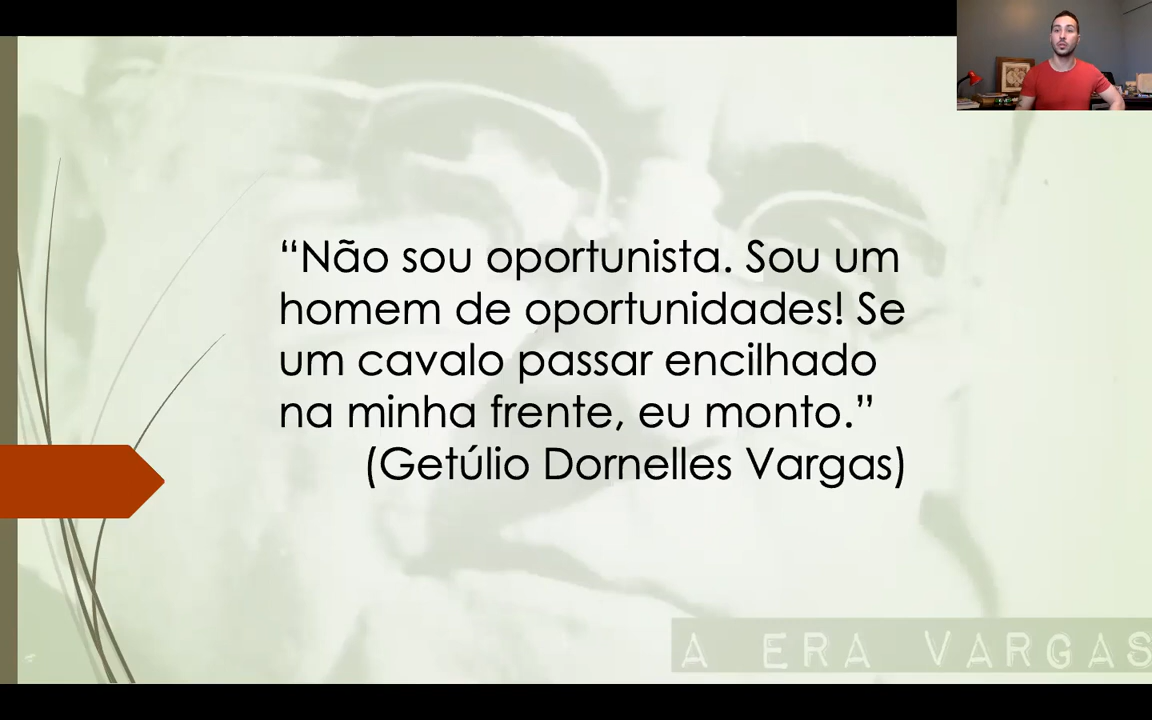 “Não sou oportunista. Sou um
homem de oportunidades! Se
um cavalo passar encilhado
na minha frente, eu monto.”
(Getúlio Dornelles Vargas)
A ERA VARGAS